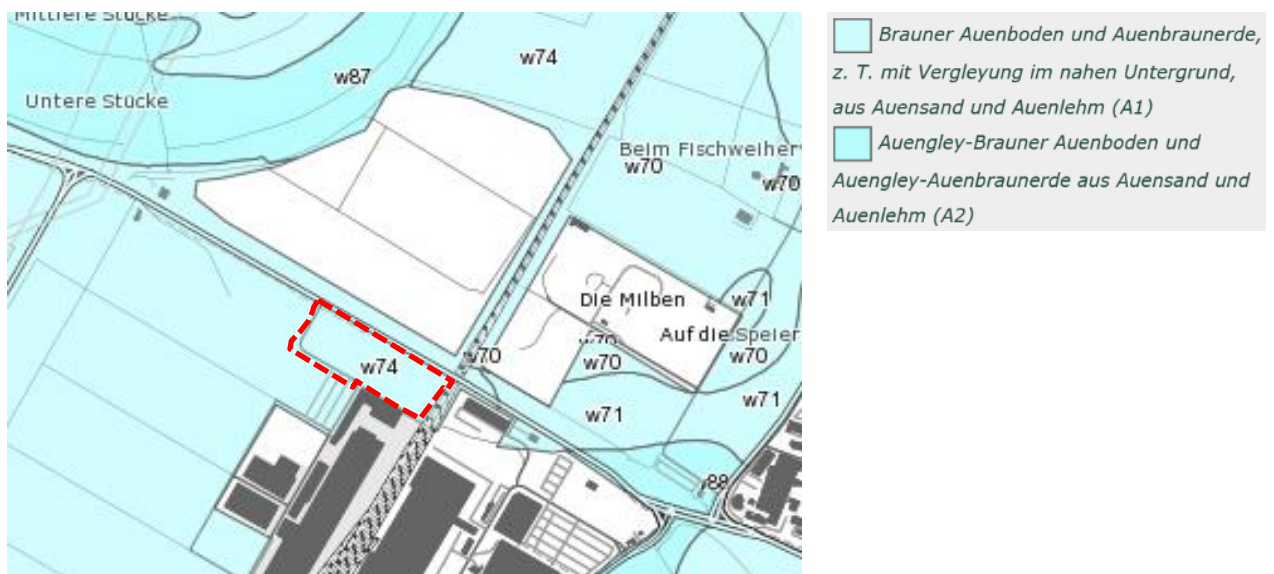 Mittlere Stücke
w74
w87
Untere Stücke
Beim Fischweiher
w70
w70
Die Milben
w71
Auf die Speier
w70
w70
w70
w70
w74
w71
w71
w88
Brauner Auenboden und Auenbraunerde,
z. T. mit Vergleyung im nahen Untergrund,
aus Auensand und Auenlehm (A1)
Auengley-Brauner Auenboden und
Auengley-Auenbraunerde aus Auensand und
Auenlehm (A2)